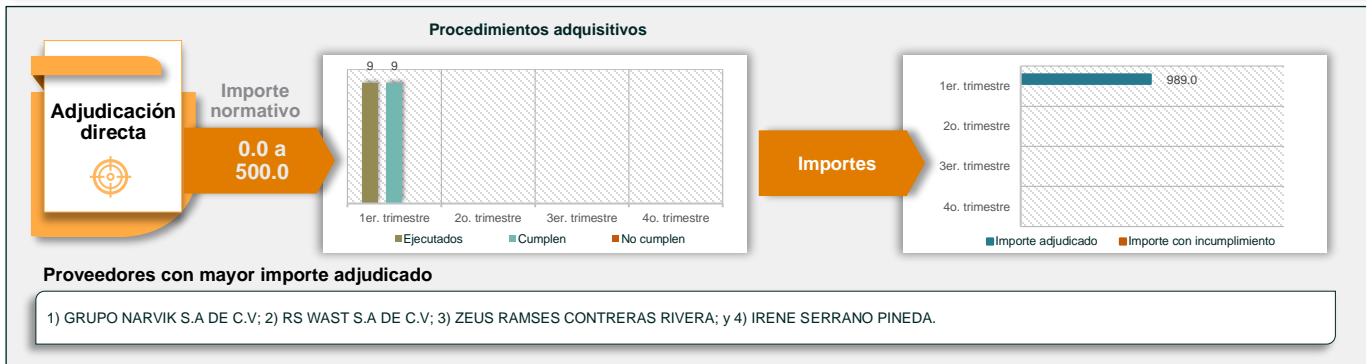 Procedimientos adquisitivos
Adjudicación
directa
Importe
normativo
0.0 a
500.0
9 9
1er. trimestre 2o. trimestre 3er. trimestre 4o. trimestre
Ejecutados Cumplen No cumplen
Importes
1er. trimestre 989.0
2o. trimestre
3er. trimestre
4o. trimestre
Importe adjudicado Importe con incumplimiento
Proveedores con mayor importe adjudicado
1) GRUPO NARVIK S.A DE C.V; 2) RS WAST S.A DE C.V; 3) ZEUS RAMSES CONTRERAS RIVERA; y 4) IRENE SERRANO PINEDA.